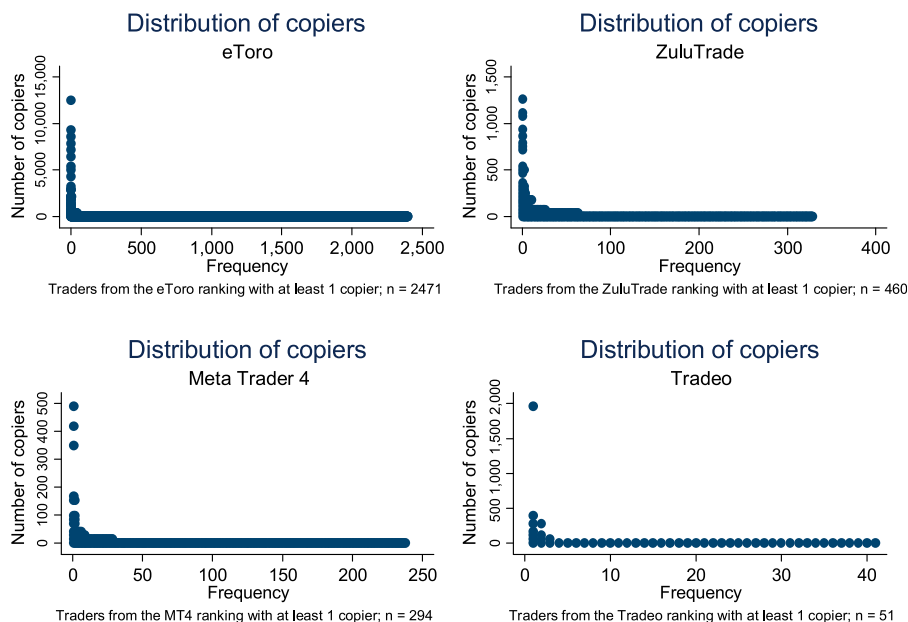 Distribution of copiers
eToro
Number of copiers
15,000
10,000
5,000
0
0 500 1,000 1,500 2,000 2,500
Frequency
Traders from the eToro ranking with at least 1 copier; n = 2471
Distribution of copiers
ZuluTrade
Number of copiers
1,500
1,000
500
0
0 100 200 300 400
Frequency
Traders from the ZuluTrade ranking with at least 1 copier; n = 460
Distribution of copiers
Meta Trader 4
Number of copiers
500
400
300
200
100
0
0 50 100 150 200 250
Frequency
Traders from the MT4 ranking with at least 1 copier; n = 294
Distribution of copiers
Tradeo
Number of copiers
2,000
1,500
1,000
500
0
0 10 20 30 40
Frequency
Traders from the Tradeo ranking with at least 1 copier; n = 51